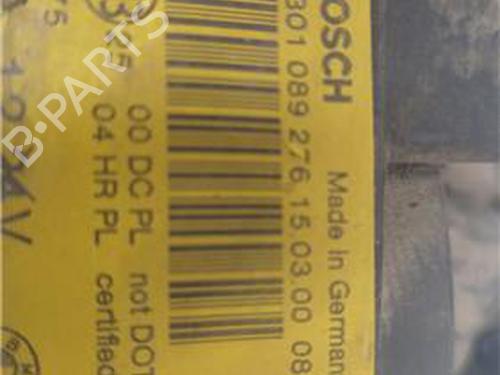 BOSCH
301 089 276 15.03.00 08
Made In German
00 DC PL not DOT
04 HR PL certified
75
B-PARTS